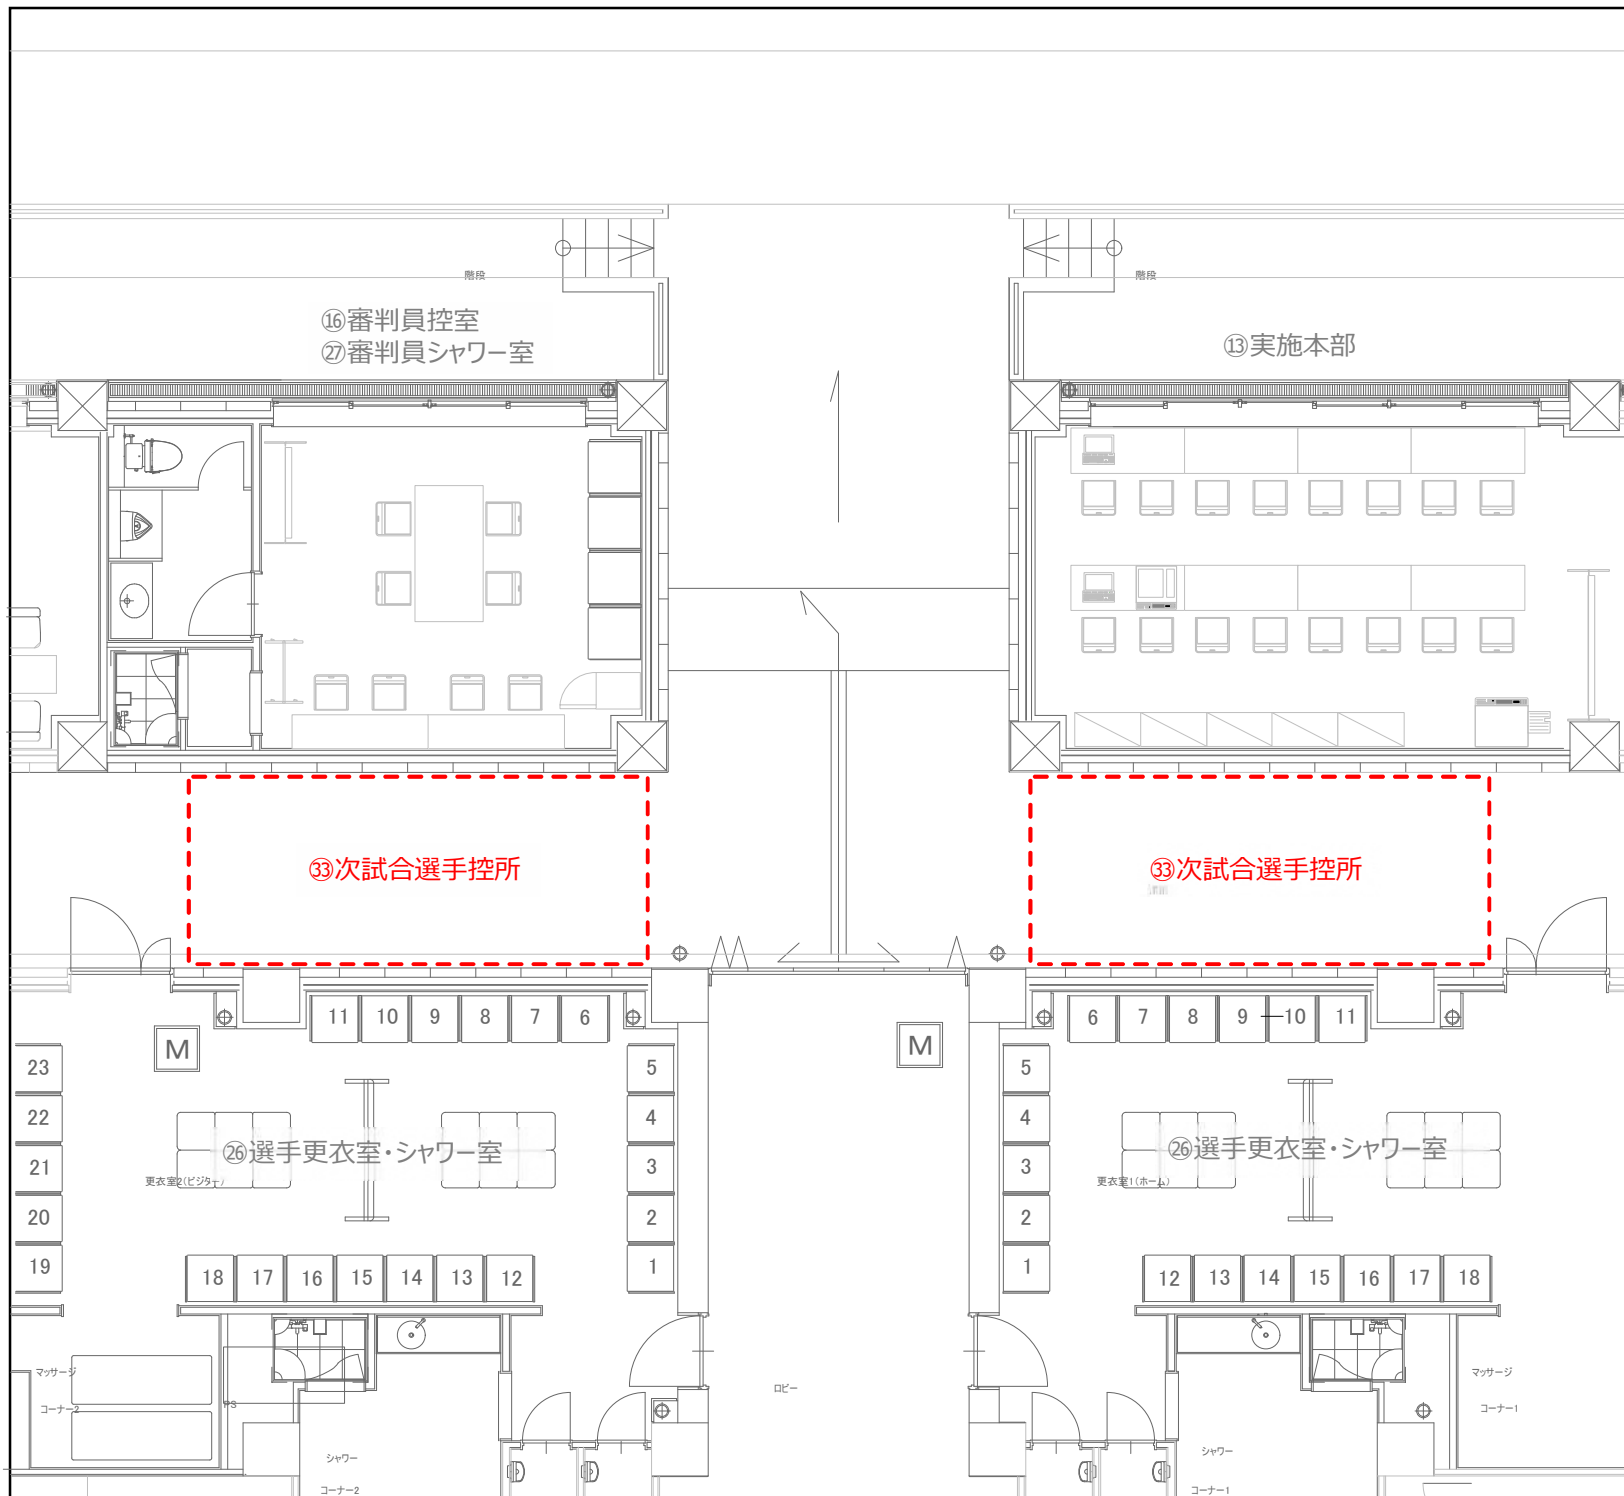 階段
階段
⑯審判員控室
㉗審判員シャワー室
⑬実施本部
㉝次試合選手控所
㉝次試合選手控所
11 10 9 8 7 6
6 7 8 9 10 11
M
M
23
22
21
20
19
5
4
3
2
1
5
4
3
2
1
㉖選手更衣室・シャワー室
㉖選手更衣室・シャワー室
更衣室2(ビジター)
更衣室1(ホーム)
18 17 16 15 14 13 12
12 13 14 15 16 17 18
マッサージ
コーナー2
PS
ロビー
マッサージ
コーナー1
シャワー
コーナー2
シャワー
コーナー1